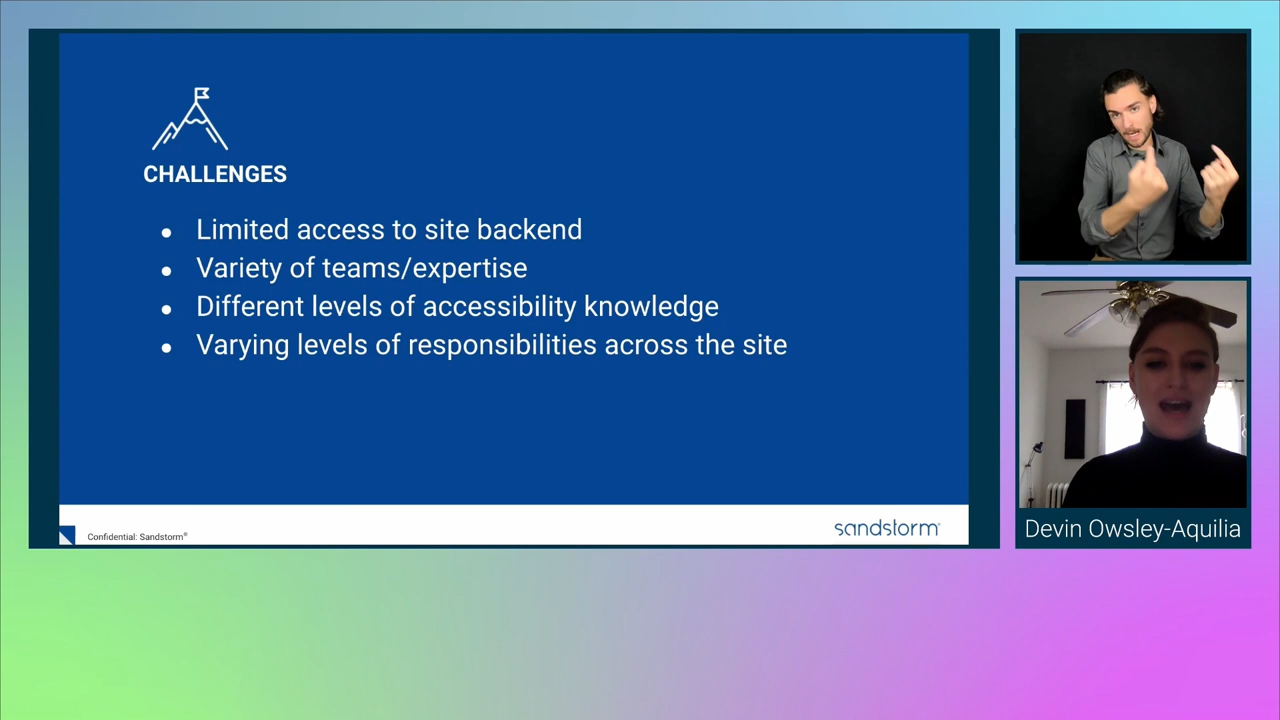 CHALLENGES
● Limited access to site backend
● Variety of teams/expertise
● Different levels of accessibility knowledge
● Varying levels of responsibilities across the site
Confidential: Sandstorm®
sandstorm®
Devin Owsley-Aquilia